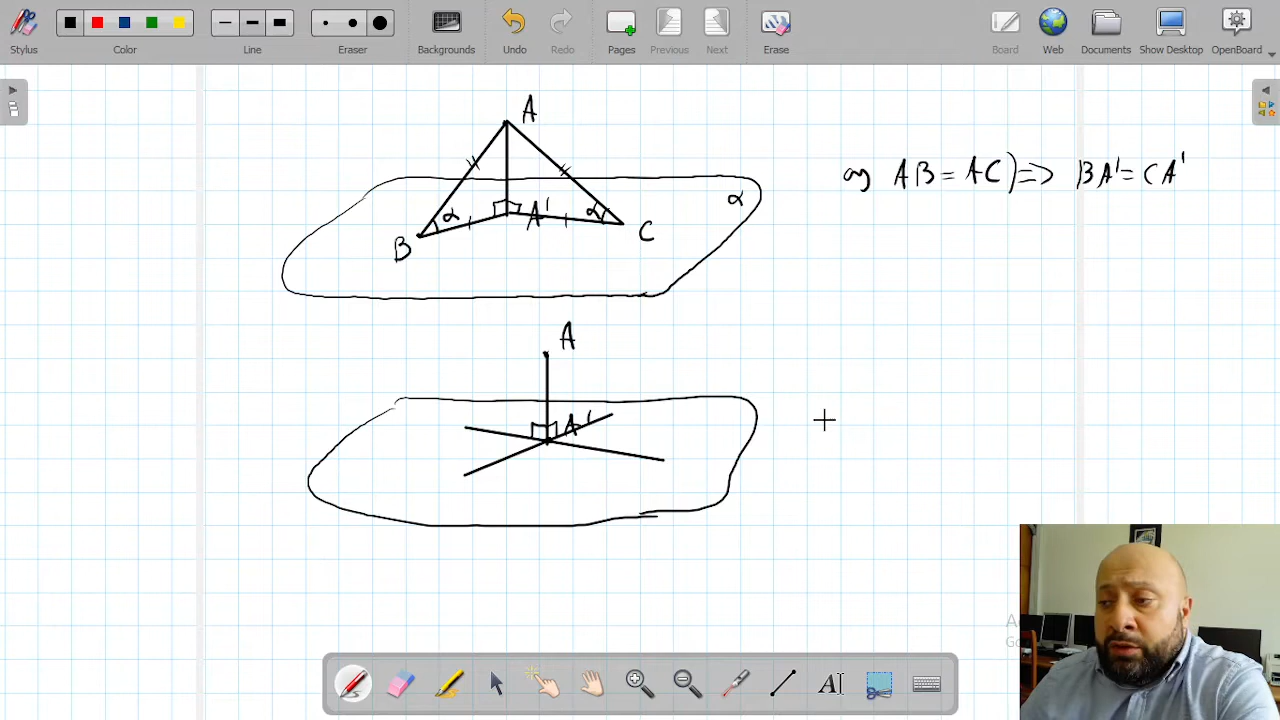 Stylus
Color
Line
Eraser
Backgrounds
Undo
Redo
Pages
Previous
Next
Erase
Board
Web
Documents
Show Desktop
OpenBoard
A
AB = AC) => BA' = CA'
α
α
α
A'
B
C
A
A'